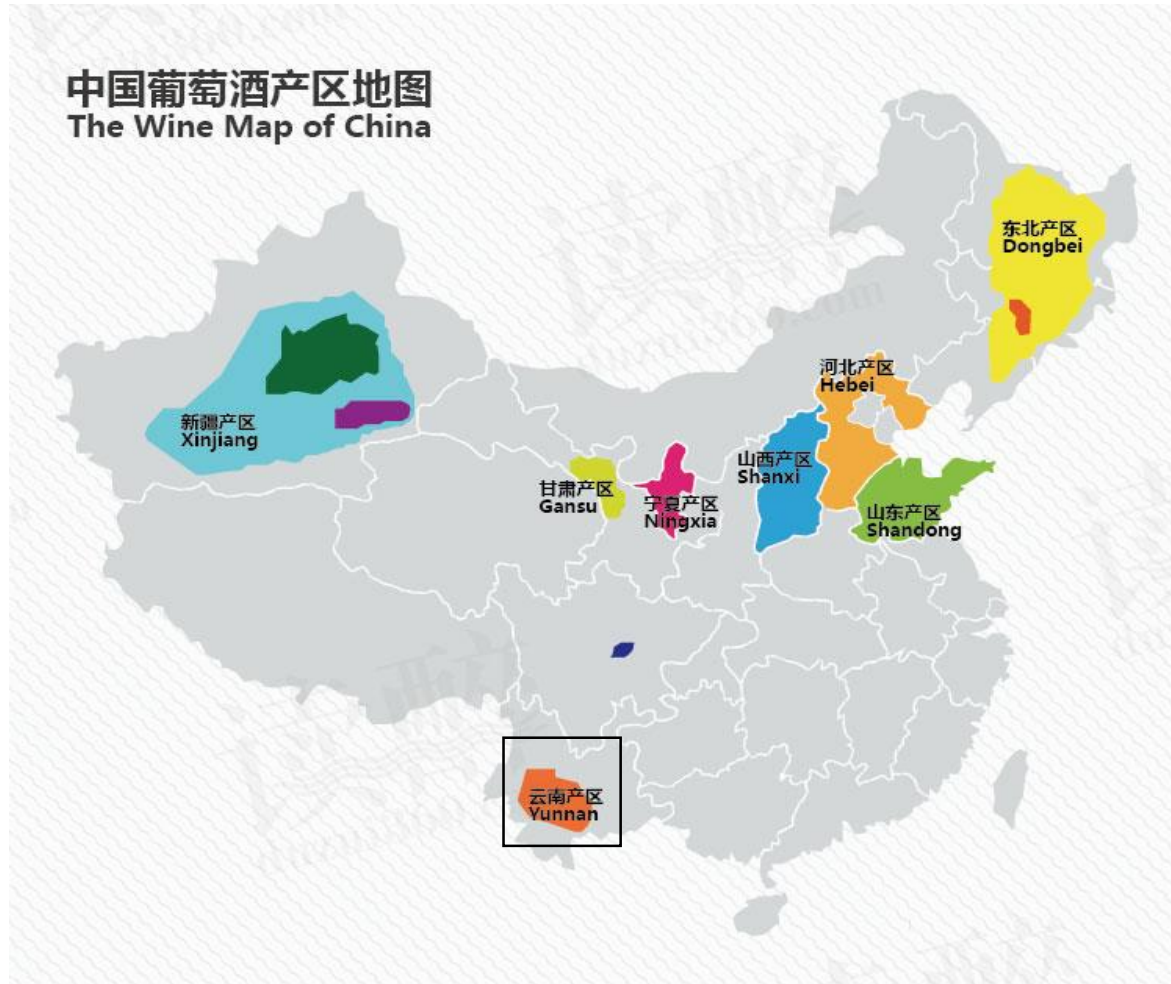 中国葡萄酒产区地图
The Wine Map of China
东北产区
Dongbei
河北产区
Hebei
新疆产区
Xinjiang
山西产区
Shanxi
甘肃产区
Gansu
宁夏产区
Ningxia
山东产区
Shandong
云南产区
Yunnan